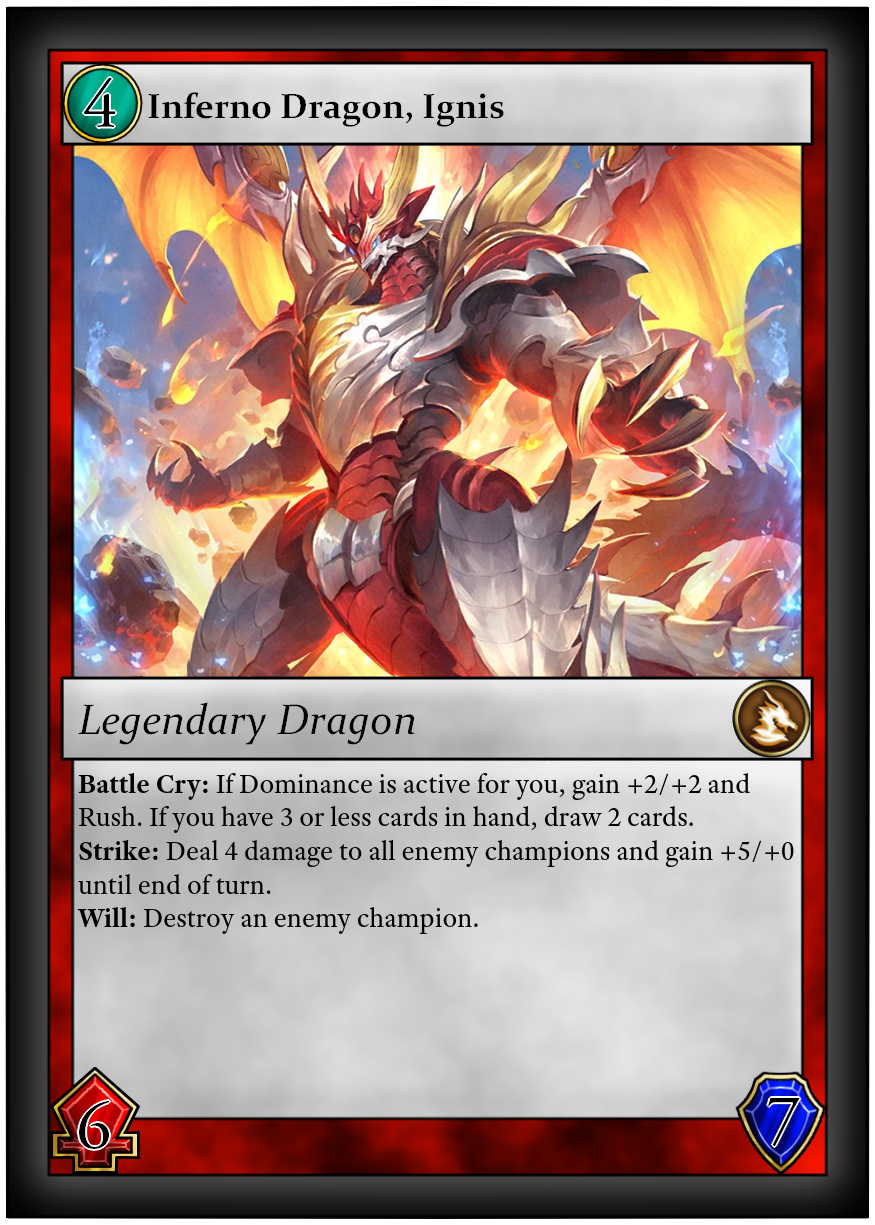 4 Inferno Dragon, Ignis
Legendary Dragon
Battle Cry: If Dominance is active for you, gain +2/+2 and
Rush. If you have 3 or less cards in hand, draw 2 cards.
Strike: Deal 4 damage to all enemy champions and gain +5/+0
until end of turn.
Will: Destroy an enemy champion.
6 7